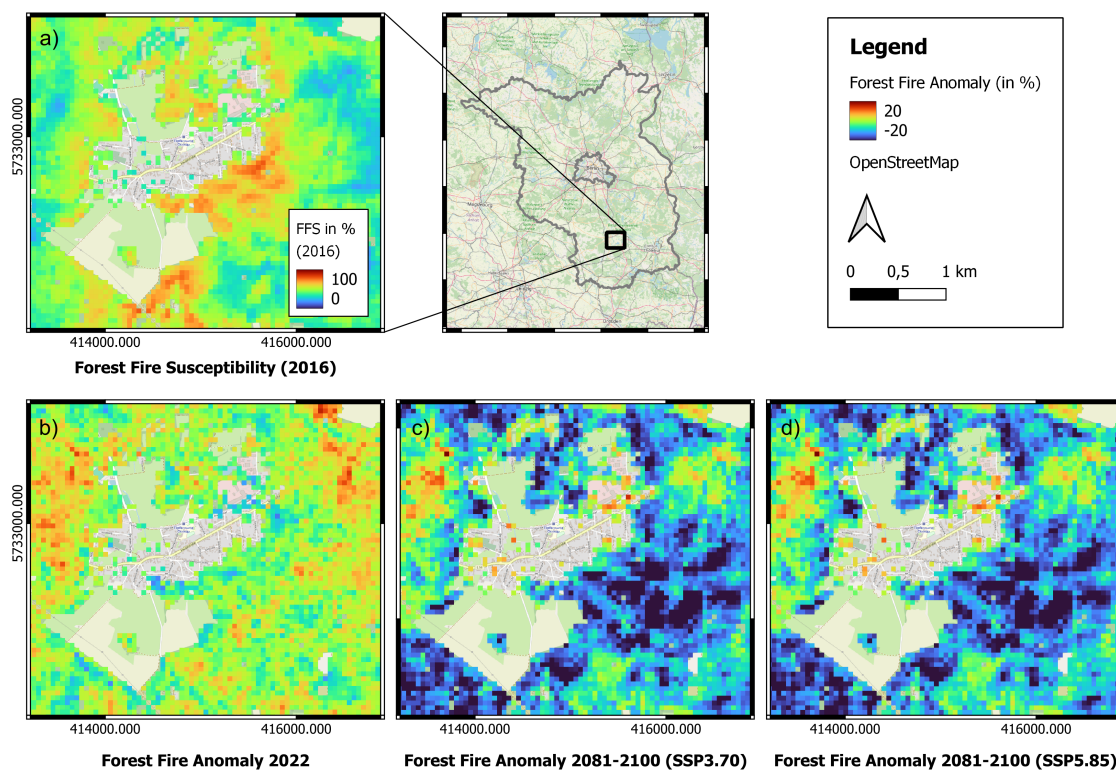 a)
5733000.000
FFS in %
(2016)
100
0
414000.000
416000.000
Forest Fire Susceptibility (2016)
Berlin
Legend
Forest Fire Anomaly (in %)
20
-20
OpenStreetMap
0
0,5
1 km
b)
c)
d)
5733000.000
414000.000
416000.000
414000.000
416000.000
414000.000
416000.000
Forest Fire Anomaly 2022
Forest Fire Anomaly 2081-2100 (SSP3.70)
Forest Fire Anomaly 2081-2100 (SSP5.85)